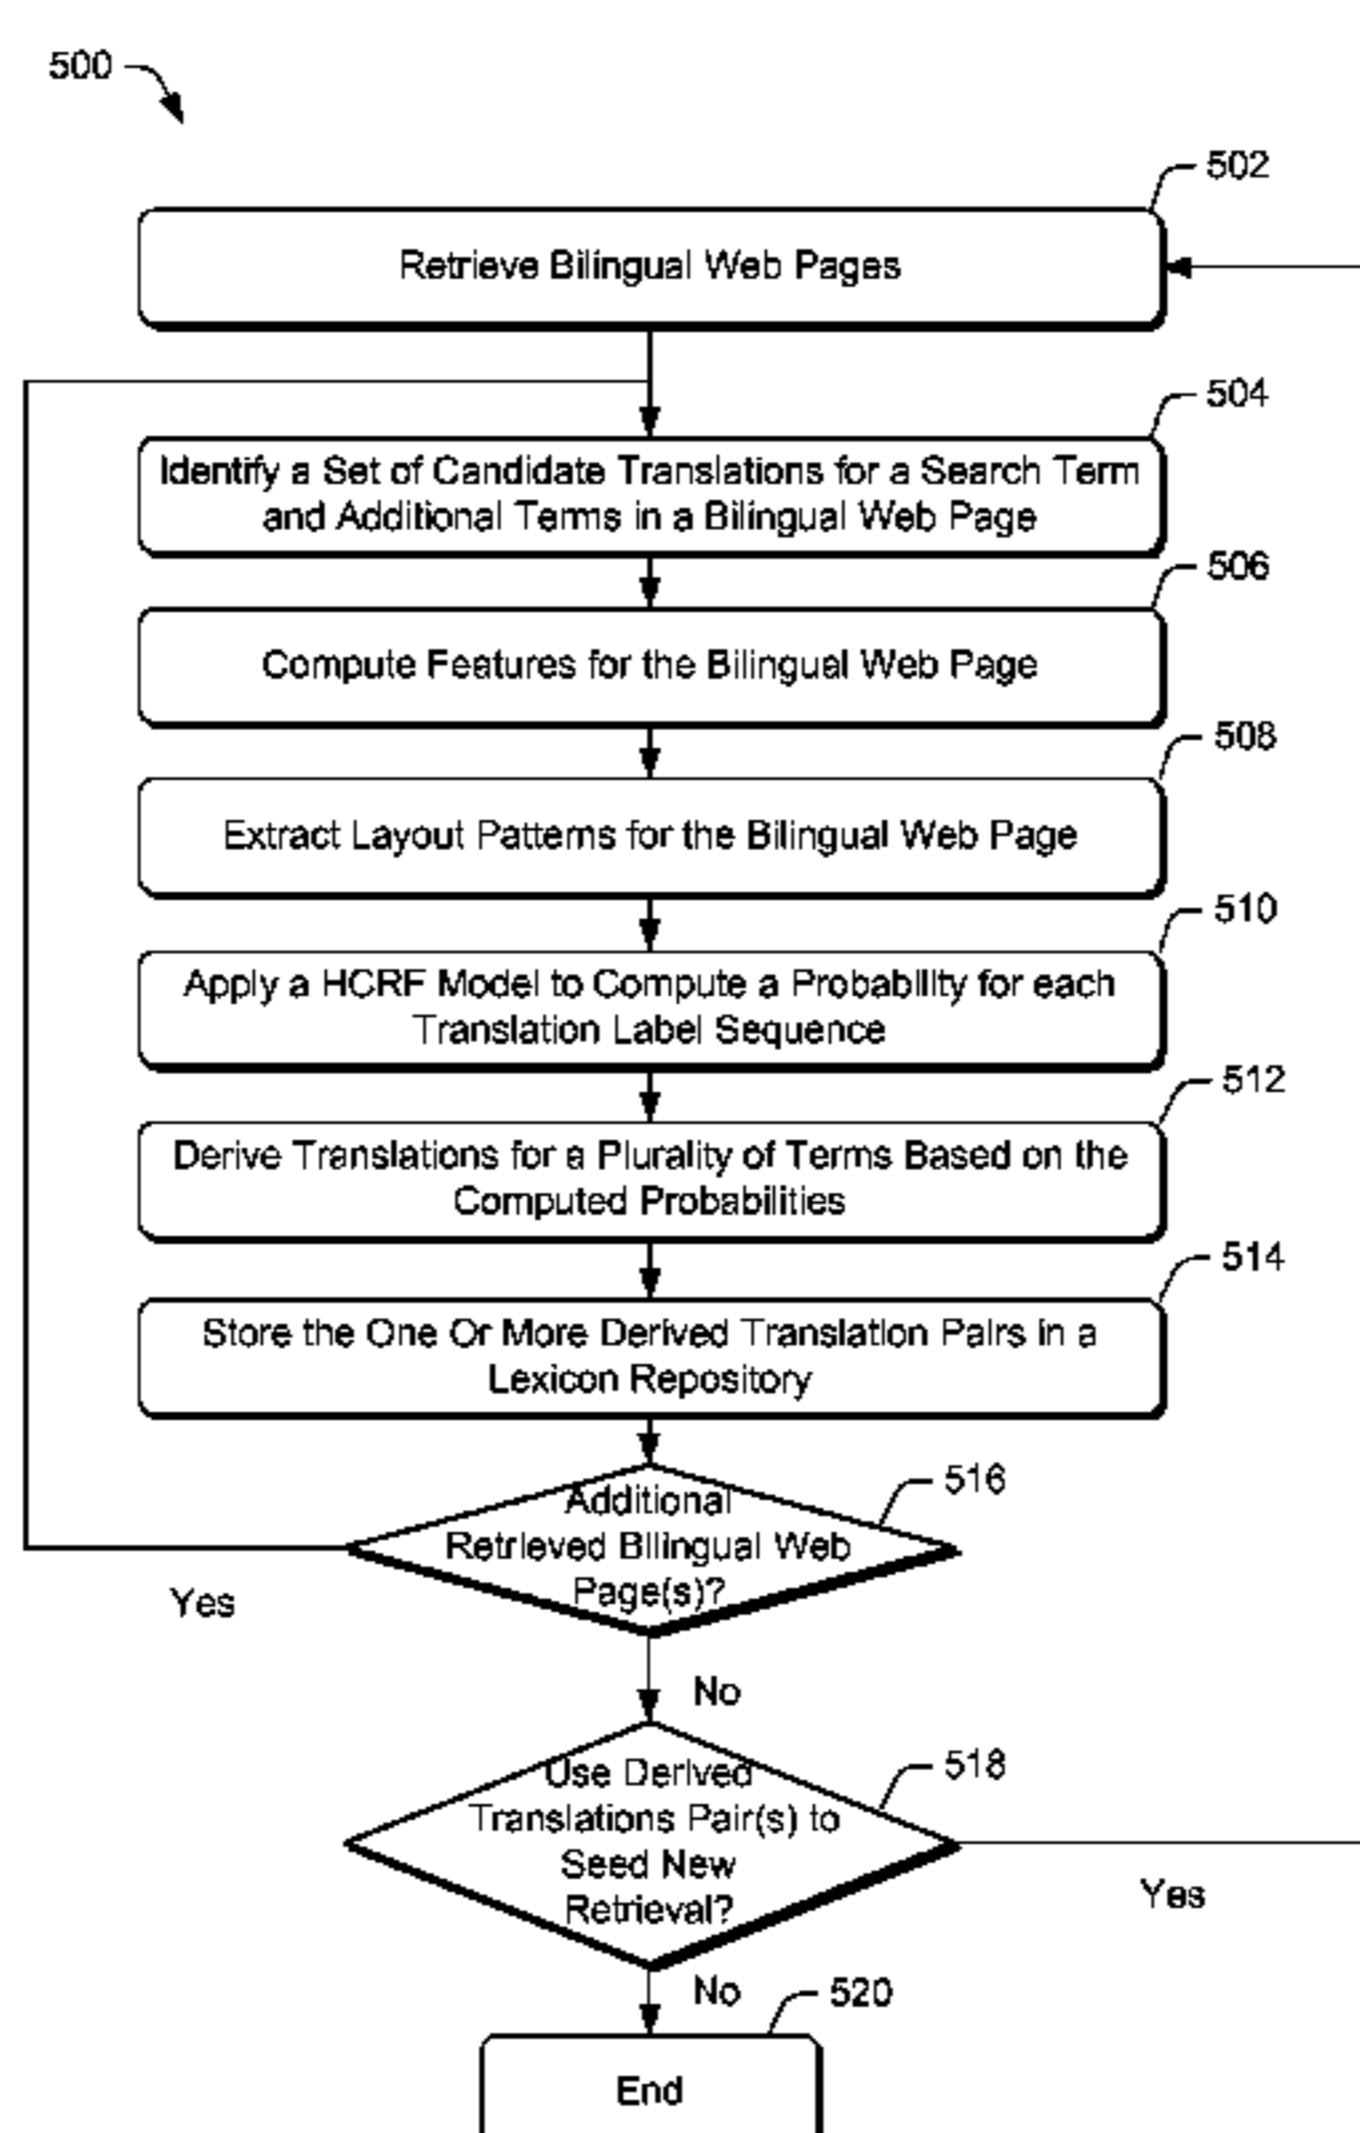 500
502
Retrieve Bilingual Web Pages
504
Identify a Set of Candidate Translations for a Search Term
and Additional Terms in a Bilingual Web Page
506
Compute Features for the Bilingual Web Page
508
Extract Layout Patterns for the Bilingual Web Page
510
Apply a HCRF Model to Compute a Probability for each
Translation Label Sequence
512
Derive Translations for a Plurality of Terms Based on the
Computed Probabilities
514
Store the One Or More Derived Translation Pairs in a
Lexicon Repository
516
Additional
Retrieved Bilingual Web
Page(s)?
Yes
No
518
Use Derived
Translations Pair(s) to
Seed New
Retrieval?
Yes
No
520
End